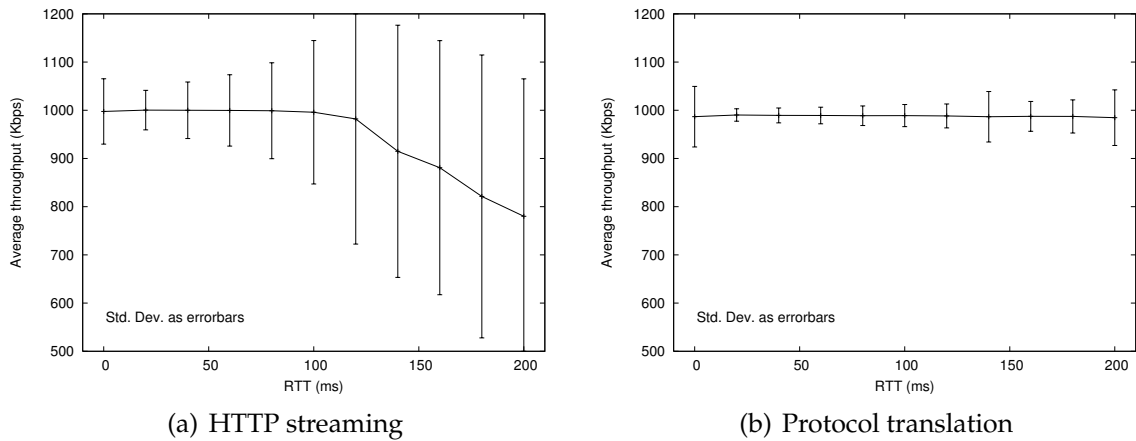 1200
1100
1000
900
800
700
600
500
Average throughput (Kbps)
Std. Dev. as errorbars
0 50 100 150 200
RTT (ms)
(a) HTTP streaming
1200
1100
1000
900
800
700
600
500
Average throughput (Kbps)
Std. Dev. as errorbars
0 50 100 150 200
RTT (ms)
(b) Protocol translation